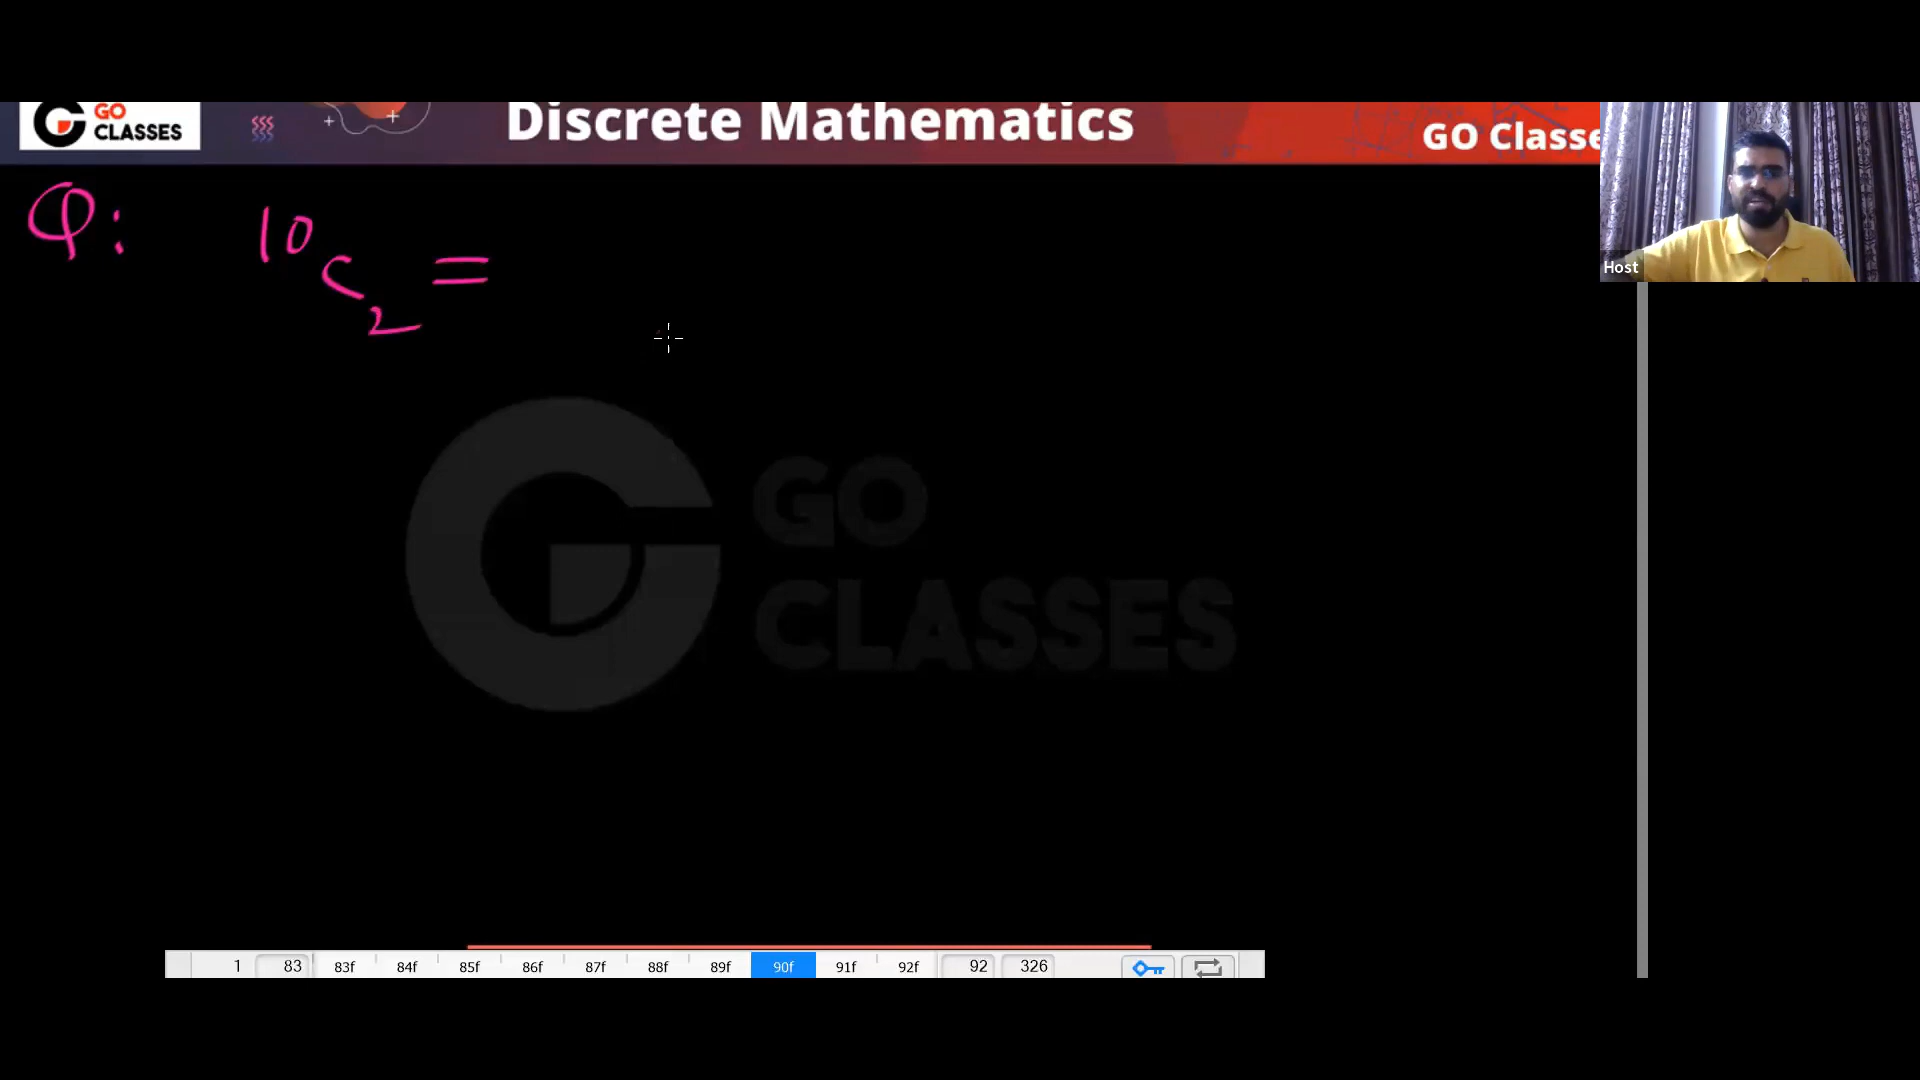 GO
CLASSES
Discrete Mathematics
GO Classe
Host
Q: 10C2 =
GO
CLASSES
1 83 83f 84f 85f 86f 87f 88f 89f 90f 91f 92f 92 326